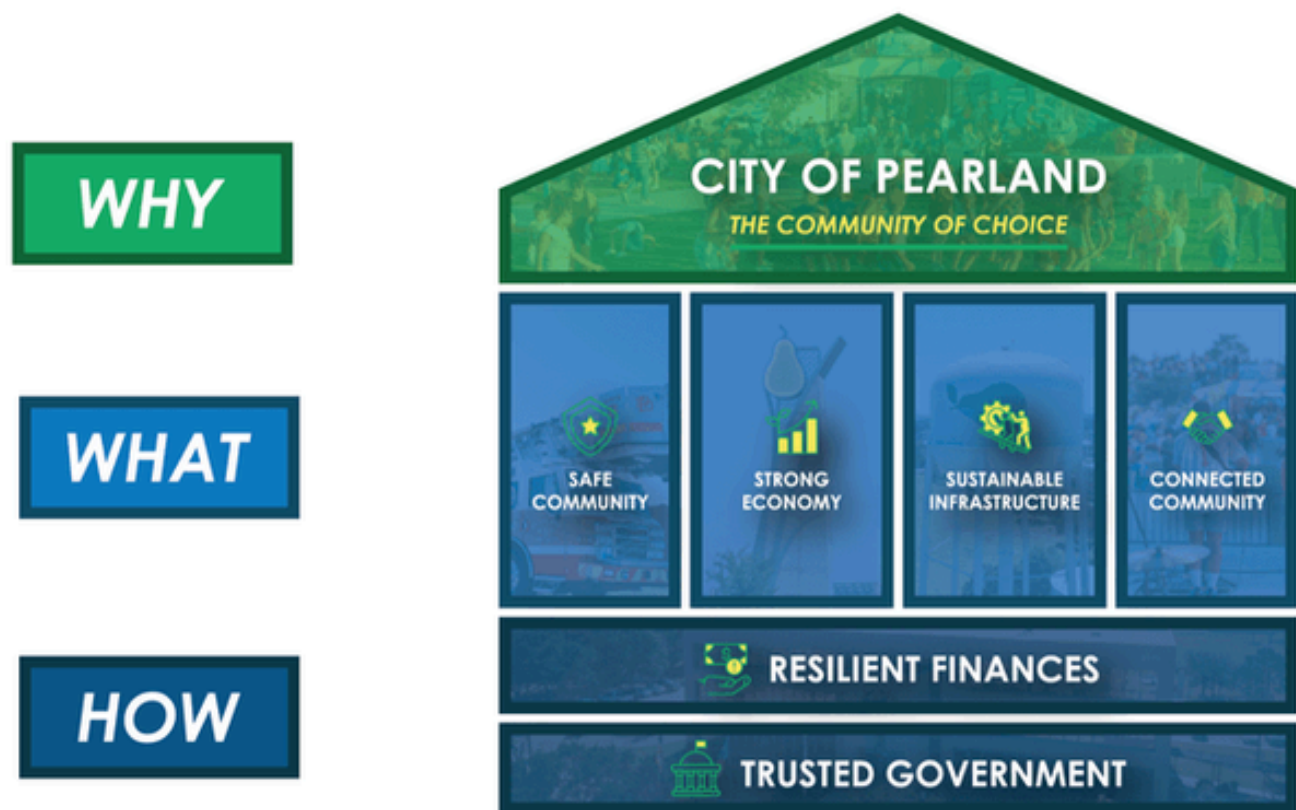 WHY
CITY OF PEARLAND
THE COMMUNITY OF CHOICE
WHAT
SAFE
COMMUNITY
STRONG
ECONOMY
SUSTAINABLE
INFRASTRUCTURE
CONNECTED
COMMUNITY
HOW
RESILIENT FINANCES
TRUSTED GOVERNMENT